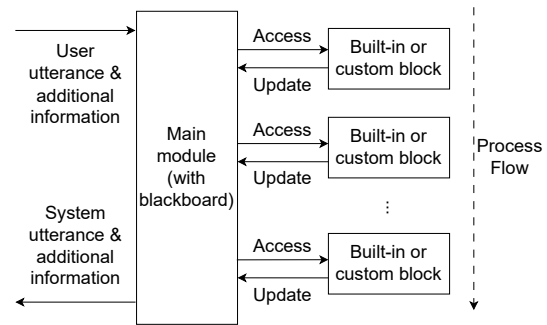 User
utterance &
additional
information
System
utterance &
additional
information
Main
module
(with
blackboard)
Access
Update
Built-in or
custom block
Access
Update
Built-in or
custom block
...
Access
Update
Built-in or
custom block
Process
Flow